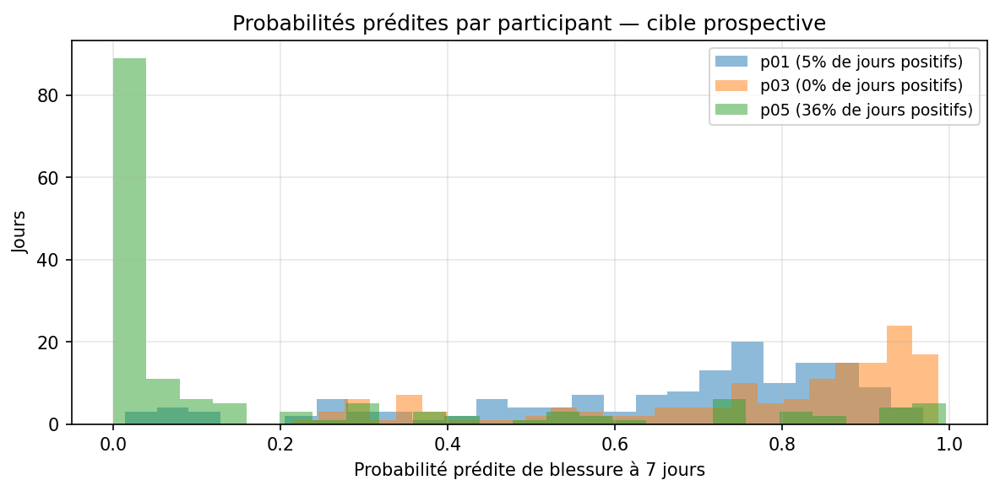 Probabilités prédites par participant — cible prospective
p01 (5% de jours positifs)
p03 (0% de jours positifs)
p05 (36% de jours positifs)
Jours
80
60
40
20
0
0.0 0.2 0.4 0.6 0.8 1.0
Probabilité prédite de blessure à 7 jours